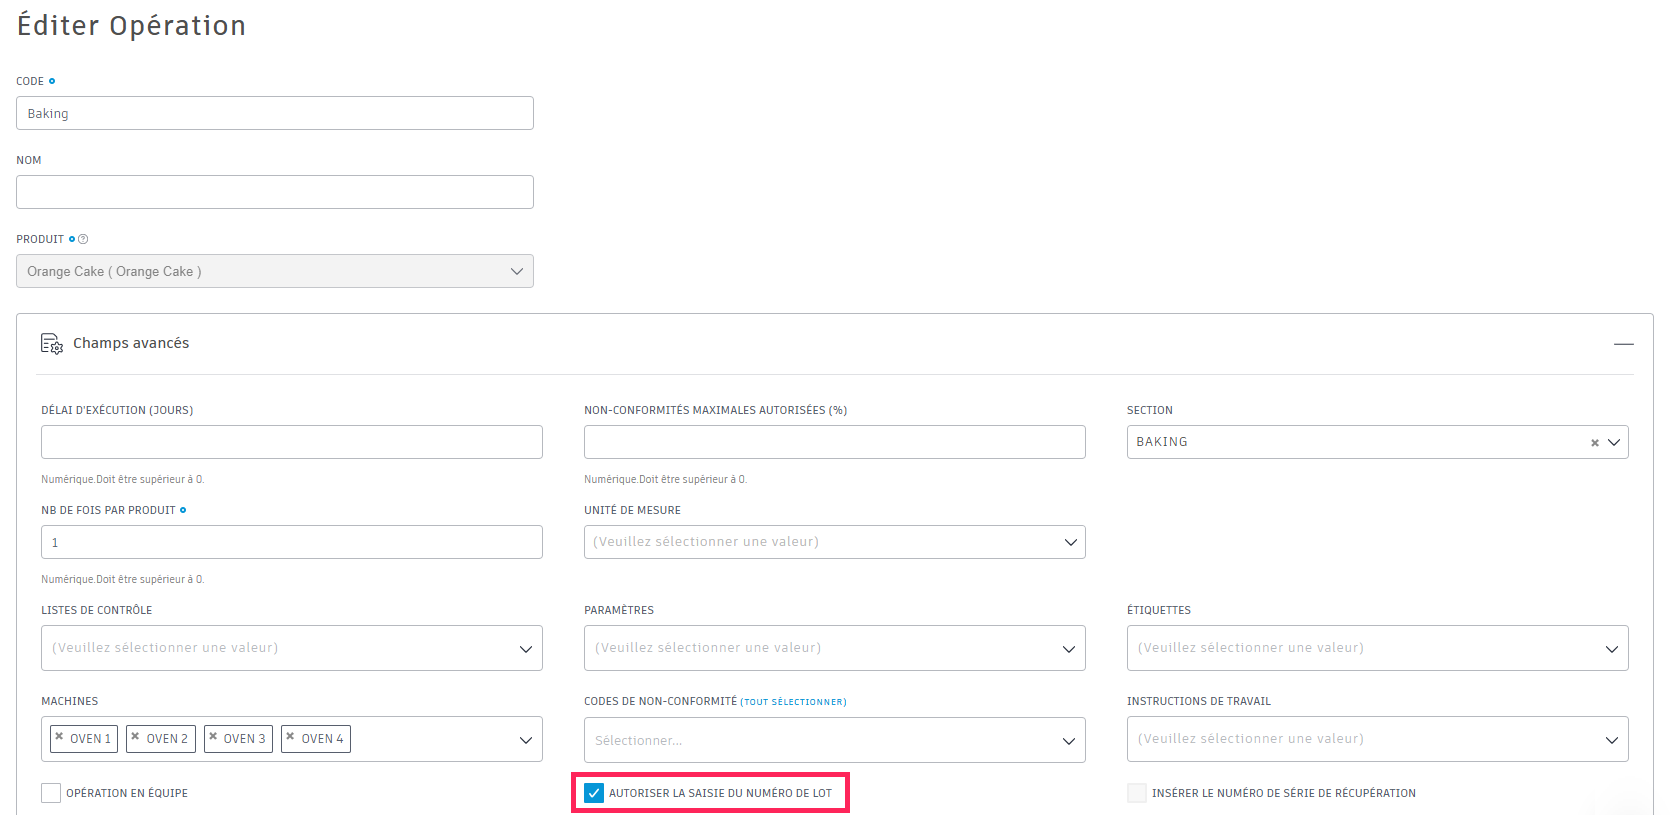 Éditer Opération
CODE
Baking
NOM
PRODUIT
Orange Cake ( Orange Cake )
Champs avancés
DÉLAI D'EXÉCUTION (JOURS)
NON-CONFORMITÉS MAXIMALES AUTORISÉES (%)
SECTION
BAKING
Numérique.Doit être supérieur à 0.
Numérique.Doit être supérieur à 0.
NB DE FOIS PAR PRODUIT
UNITÉ DE MESURE
1
(Veuillez sélectionner une valeur)
Numérique.Doit être supérieur à 0.
LISTES DE CONTRÔLE
PARAMÈTRES
ÉTIQUETTES
(Veuillez sélectionner une valeur)
(Veuillez sélectionner une valeur)
(Veuillez sélectionner une valeur)
MACHINES
CODES DE NON-CONFORMITÉ (TOUT SÉLECTIONNER)
INSTRUCTIONS DE TRAVAIL
× OVEN 1 × OVEN 2 × OVEN 3 × OVEN 4
Sélectionner...
(Veuillez sélectionner une valeur)
OPÉRATION EN ÉQUIPE
AUTORISER LA SAISIE DU NUMÉRO DE LOT
INSÉRER LE NUMÉRO DE SÉRIE DE RÉCUPÉRATION